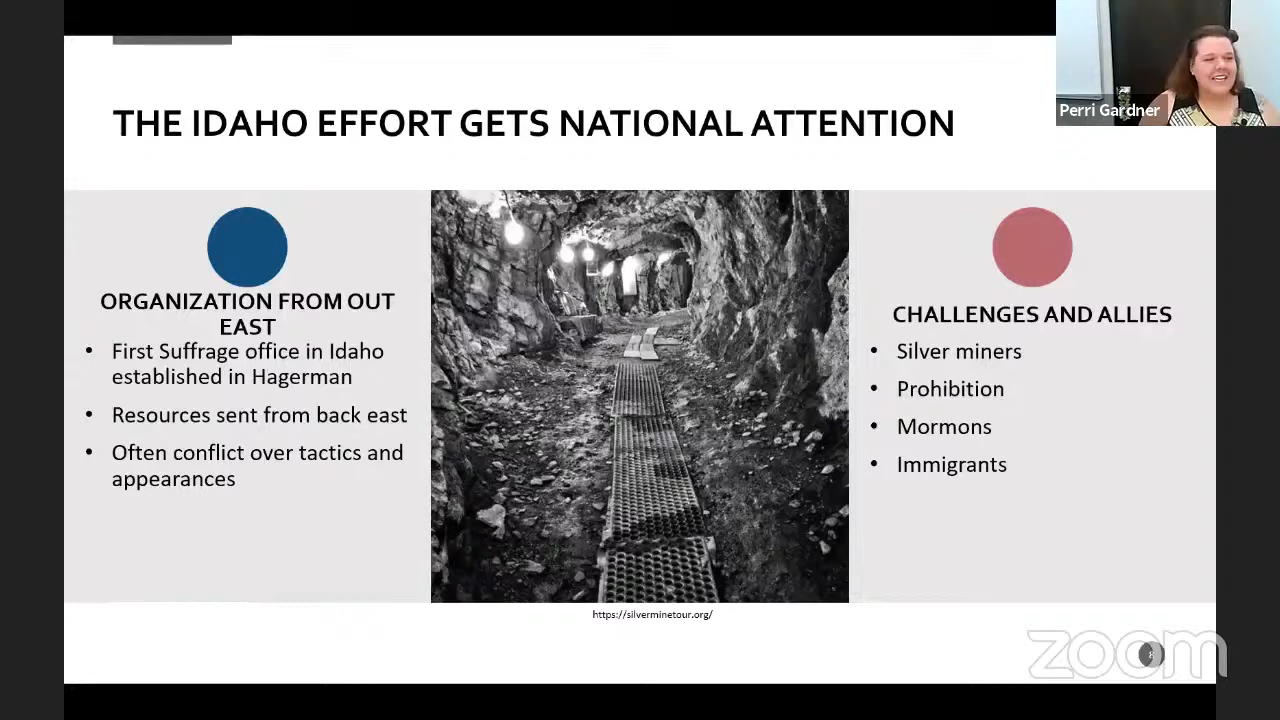 THE IDAHO EFFORT GETS NATIONAL ATTENTION
Perri Gardner
ORGANIZATION FROM OUT
EAST
• First Suffrage office in Idaho
established in Hagerman
• Resources sent from back east
• Often conflict over tactics and
appearances
CHALLENGES AND ALLIES
• Silver miners
• Prohibition
• Mormons
• Immigrants
https://silverminetour.org/
zoom
8